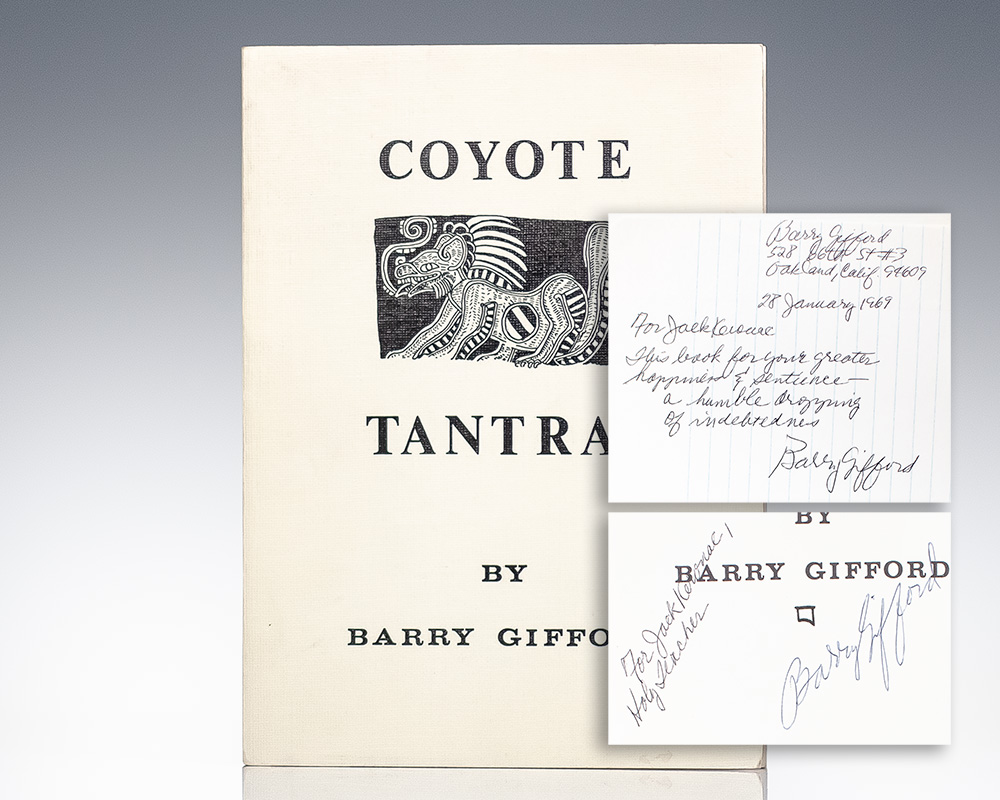 COYOTE
TANTRA
BY
BARRY GIFFO
Barry Gifford
528 66th St #3
Oakland, Calif 94609
28 January 1969
For Jack Kerouac
This book for your greater
happiness & sentience—
a humble dropping
of indebtedness
Barry Gifford
BY
BARRY GIFFORD
For Jack Kerouac,
Holy Teacher
Barry Gifford